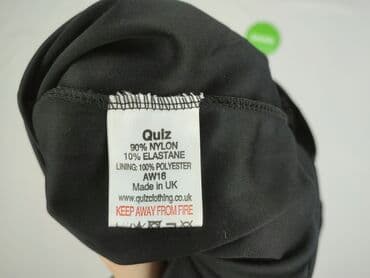 Quiz
90% NYLON
10% ELASTANE
LINING: 100% POLYESTER
AW16
Made in UK
www.quizclothing.co.uk
KEEP AWAY FROM FIRE